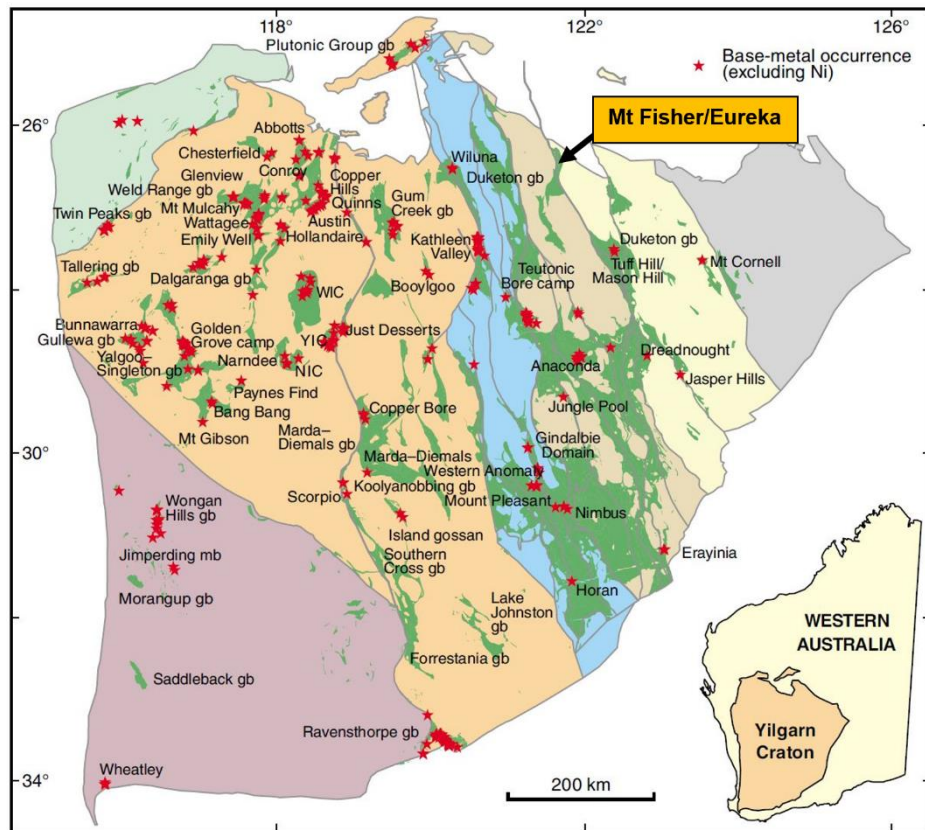 118°
122°
126°
Plutonic Group gb
Base-metal occurrence
(excluding Ni)
26°
Mt Fisher/Eureka
Abbotts
Chesterfield
Wiluna
Conroy
Glenview
Copper
Hills
Duketon gb
Weld Range gb
Gum
Creek gb
Mt Mulcahy
Quinns
Twin Peaks gb
Wattagee
Austin
Emily Well
Hollandaire
Kathleen
Valley
Duketon gb
Tuff Hill/
Mason Hill
Mt Cornell
Tallering gb
Dalgaranga gb
Booylgoo
Teutonic
Bore camp
WIC
Bunnawarra
Gullewa gb
Golden
Grove camp
YIC
Just Desserts
Yalgoo–
Singleton gb
Narndee
NIC
Anaconda
Dreadnought
Jasper Hills
Paynes Find
Bang Bang
Jungle Pool
Mt Gibson
Copper Bore
Marda–
Diemals gb
Gindalbie
Domain
30°
Marda–Diemals
Western Anomaly
Koolyanobbing gb
Scorpio
Mount Pleasant
Nimbus
Wongan
Hills gb
Island gossan
Jimperding mb
Southern
Cross gb
Erayinia
Morangup gb
Horan
Lake
Johnston
gb
WESTERN
AUSTRALIA
Forrestania gb
Saddleback gb
Ravensthorpe gb
Yilgarn
Craton
34°
Wheatley
200 km